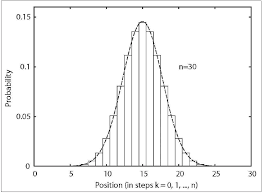 0.15
0.1
0.05
0
Probability
n=30
0 5 10 15 20 25 30
Position (in steps k = 0, 1, ..., n)